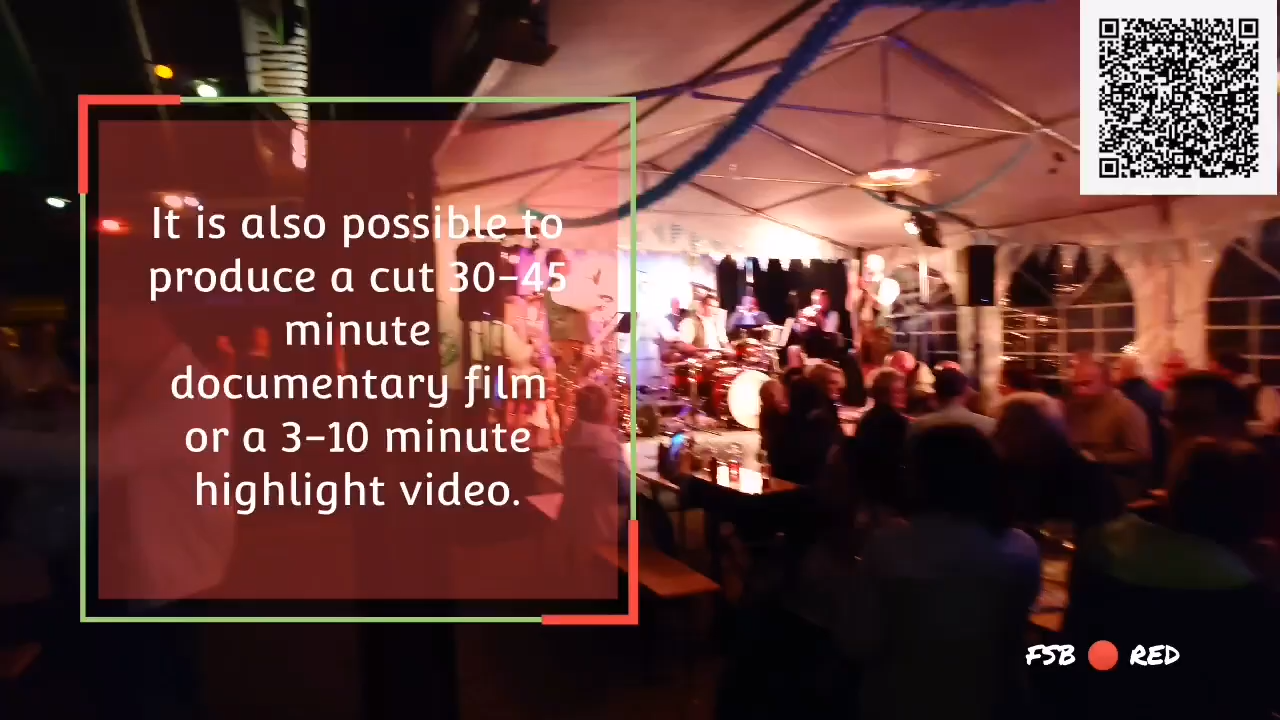 It is also possible to
produce a cut 30–45
minute
documentary film
or a 3–10 minute
highlight video.
FSB 🔴 RED